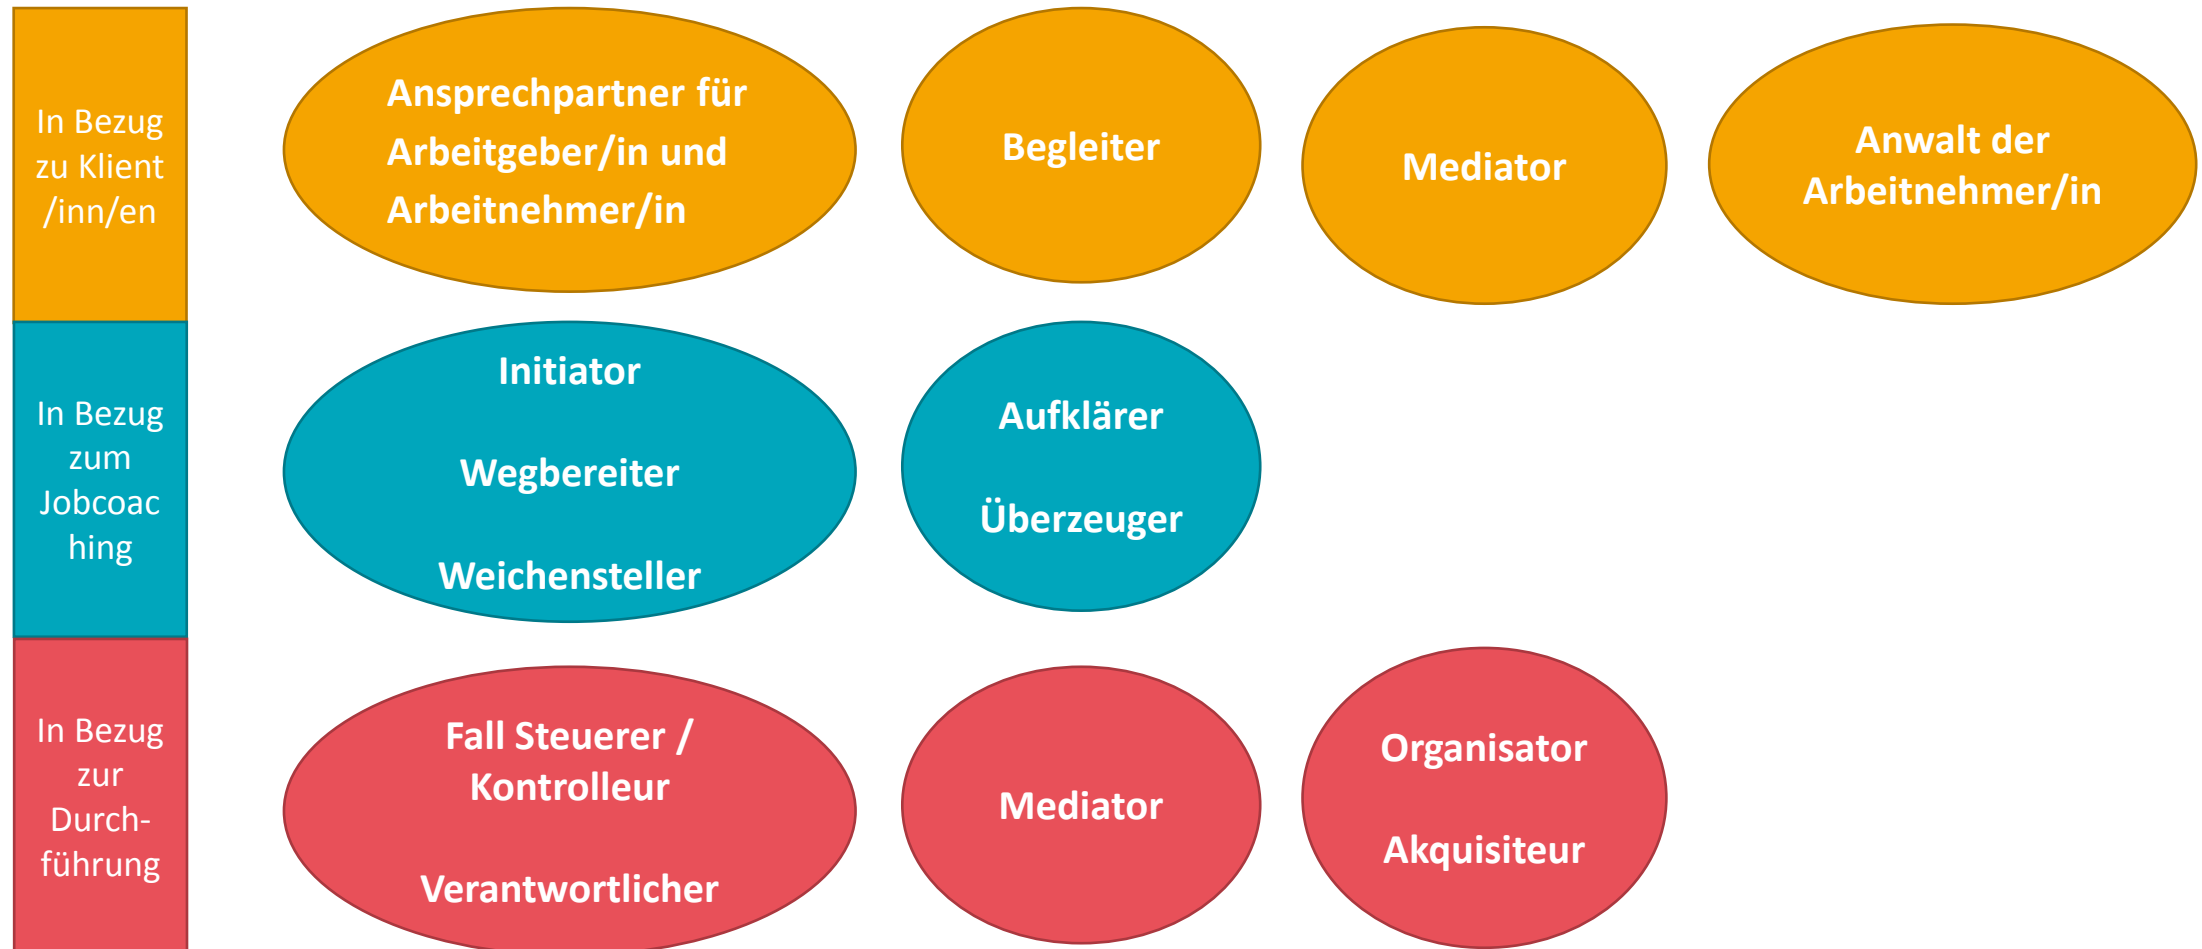 In Bezug
zu Klient
/inn/en
Ansprechpartner für
Arbeitgeber/in und
Arbeitnehmer/in
Begleiter
Mediator
Anwalt der
Arbeitnehmer/in
In Bezug
zum
Jobcoac
hing
Initiator
Wegbereiter
Weichensteller
Aufklärer
Überzeuger
In Bezug
zur
Durch-
führung
Fall Steuerer /
Kontrolleur
Verantwortlicher
Mediator
Organisator
Akquisiteur